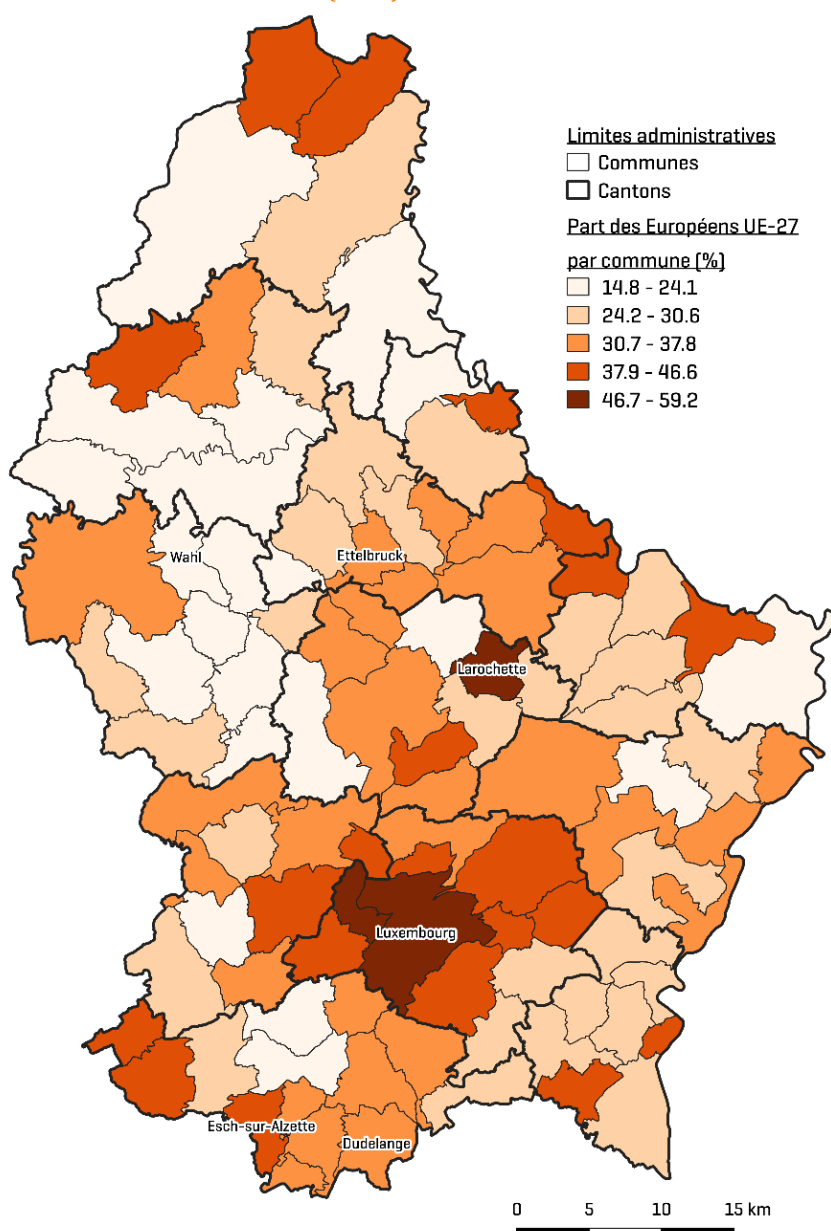 Limites administratives
Communes
Cantons
Part des Européens UE-27
par commune (%)
14.8 - 24.1
24.2 - 30.6
30.7 - 37.8
37.9 - 46.6
46.7 - 59.2
Wahl
Ettelbruck
Larochette
Luxembourg
Esch-sur-Alzette
Dudelange
0 5 10 15 km